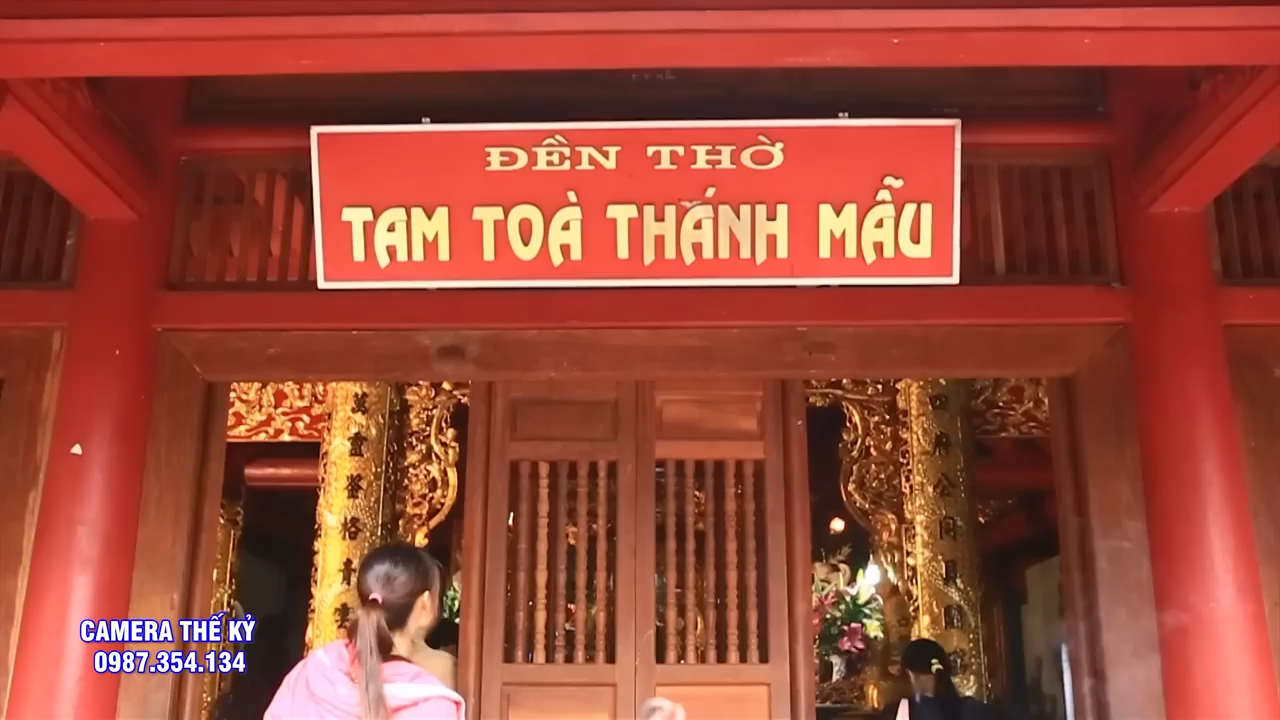 ĐỀN THỜ
TAM TOÀ THÁNH MẪU
CAMERA THẾ KỶ
0987.354.134